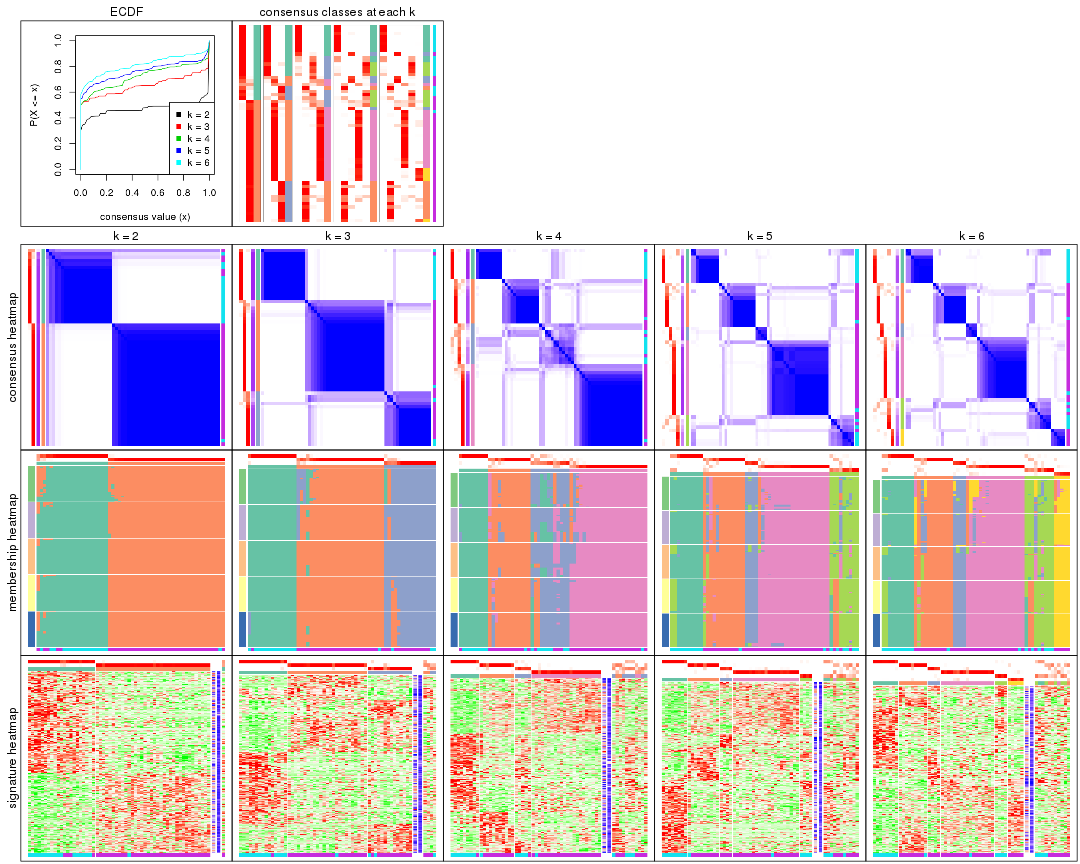 ECDF
consensus classes at each k
P(X <= x)
1.0
0.8
0.6
0.4
0.2
0.0
k = 2
k = 3
k = 4
k = 5
k = 6
0.0 0.2 0.4 0.6 0.8 1.0
consensus value (x)
k = 2
k = 3
k = 4
k = 5
k = 6
consensus heatmap
membership heatmap
signature heatmap